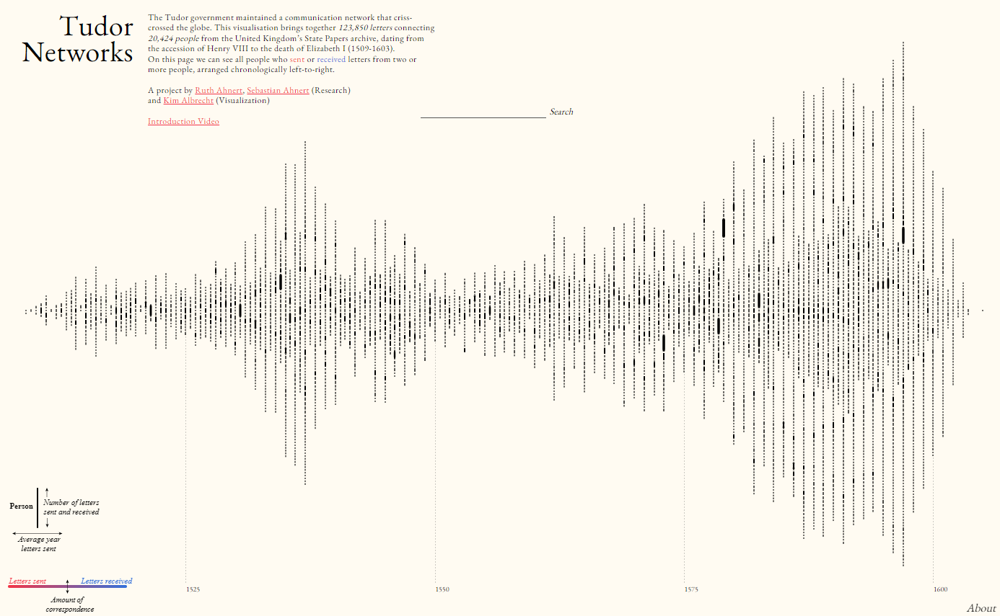 Tudor
Networks
The Tudor government maintained a communication network that criss-
crossed the globe. This visualisation brings together 123,850 letters connecting
20,424 people from the United Kingdom's State Papers archive, dating from
the accession of Henry VIII to the death of Elizabeth I (1509-1603).
On this page we can see all people who sent or received letters from two or
more people, arranged chronologically left-to-right.
A project by Ruth Ahnert, Sebastian Ahnert (Research)
and Kim Albrecht (Visualization)
Search
Introduction Video
Person
Number of letters
sent and received
Average year
letters sent
Letters sent
Letters received
Amount of
correspondence
1525
1550
1575
1600
About